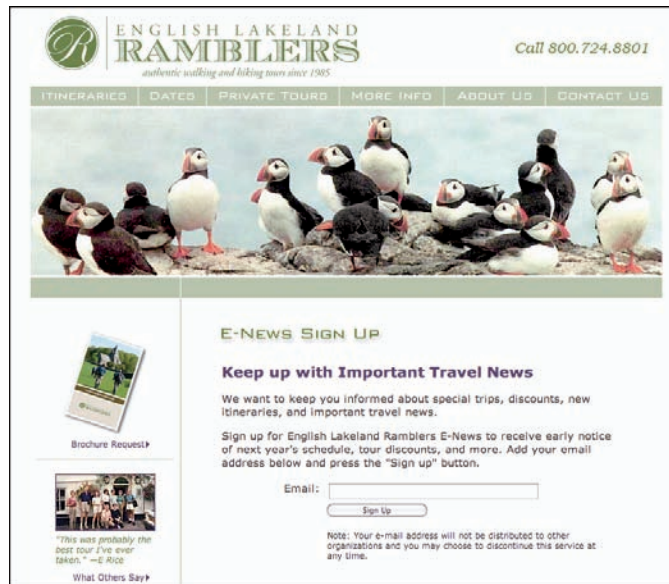 ENGLISH LAKELAND
RAMBLERS
authentic walking and hiking tours since 1985
Call 800.724.8801
ITINERARIES DATES PRIVATE TOURS MORE INFO ABOUT US CONTACT US
E-NEWS SIGN UP
Keep up with Important Travel News
We want to keep you informed about special trips, discounts, new
itineraries, and important travel news.
Sign up for English Lakeland Ramblers E-News to receive early notice
of next year's schedule, tour discounts, and more. Add your email
address below and press the "Sign up" button.
Email:
Sign Up
Note: Your e-mail address will not be distributed to other
organizations and you may choose to discontinue this service at
any time.
Brochure Request
"This was probably the
best tour I've ever
taken." —E Rice
What Others Say